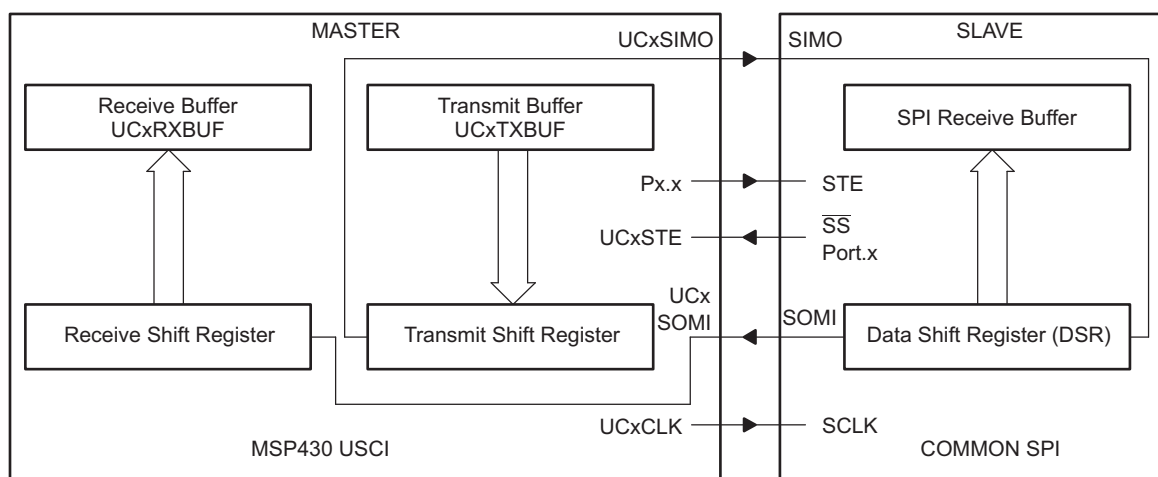 MASTER
UCxSIMO
SIMO
SLAVE
Receive Buffer
UCxRXBUF
Transmit Buffer
UCxTXBUF
SPI Receive Buffer
Px.x
STE
UCxSTE
SS
Port.x
UCx
SOMI
SOMI
Receive Shift Register
Transmit Shift Register
Data Shift Register (DSR)
UCxCLK
SCLK
MSP430 USCI
COMMON SPI